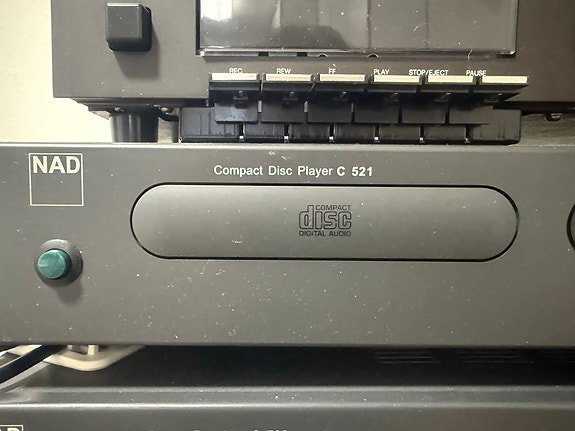 REC REW FF PLAY STOP/EJECT PAUSE
NAD
Compact Disc Player C 521
COMPACT
disc
DIGITAL AUDIO